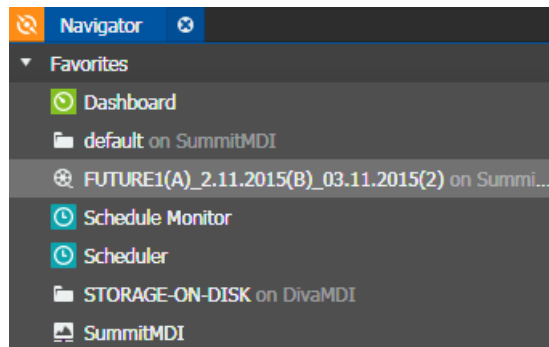 Navigator
Favorites
Dashboard
default on SummitMDI
FUTURE1(A)_2.11.2015(B)_03.11.2015(2) on Summi...
Schedule Monitor
Scheduler
STORAGE-ON-DISK on DivaMDI
SummitMDI